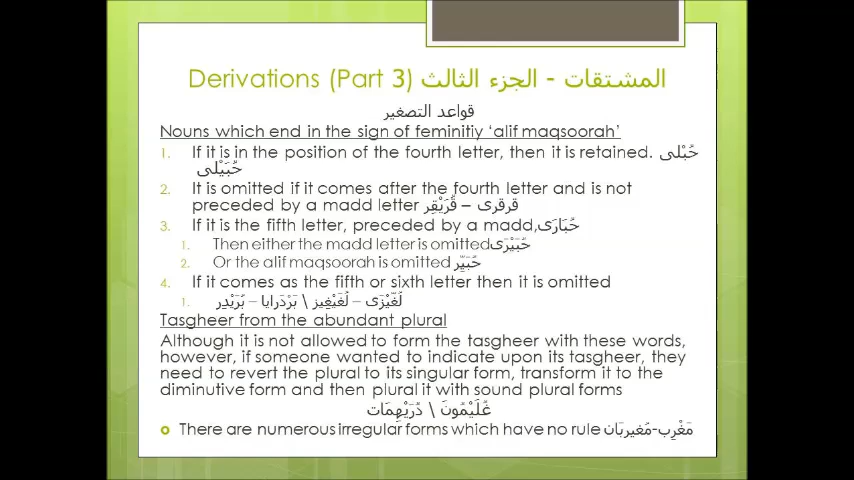 Derivations (Part 3) المشتقات - الجزء الثالث
قواعد التصغير
Nouns which end in the sign of feminitiy ‘alif maqsoorah’
1. If it is in the position of the fourth letter, then it is retained. حُبْلى
حُبَيْلى
2. It is omitted if it comes after the fourth letter and is not
preceded by a madd letter قرقرى – قُرَيْقِر
3. If it is the fifth letter, preceded by a madd, حُبَارَى
1. Then either the madd letter is omitted حُبَيْرَى
2. Or the alif maqsoorah is omitted حُبَيِّر
4. If it comes as the fifth or sixth letter then it is omitted
1. لُغَّيْزَى – لُغَيْغِيز \ بَرْدَرايا – بُرَيْدِر
Tasgheer from the abundant plural
Although it is not allowed to form the tasgheer with these words,
however, if someone wanted to indicate upon its tasgheer, they
need to revert the plural to its singular form, transform it to the
diminutive form and then plural it with sound plural forms
غُلَيْمُونَ \ دُرَيْهِمَات
There are numerous irregular forms which have no rule مَغْرِب-مَغيربَان